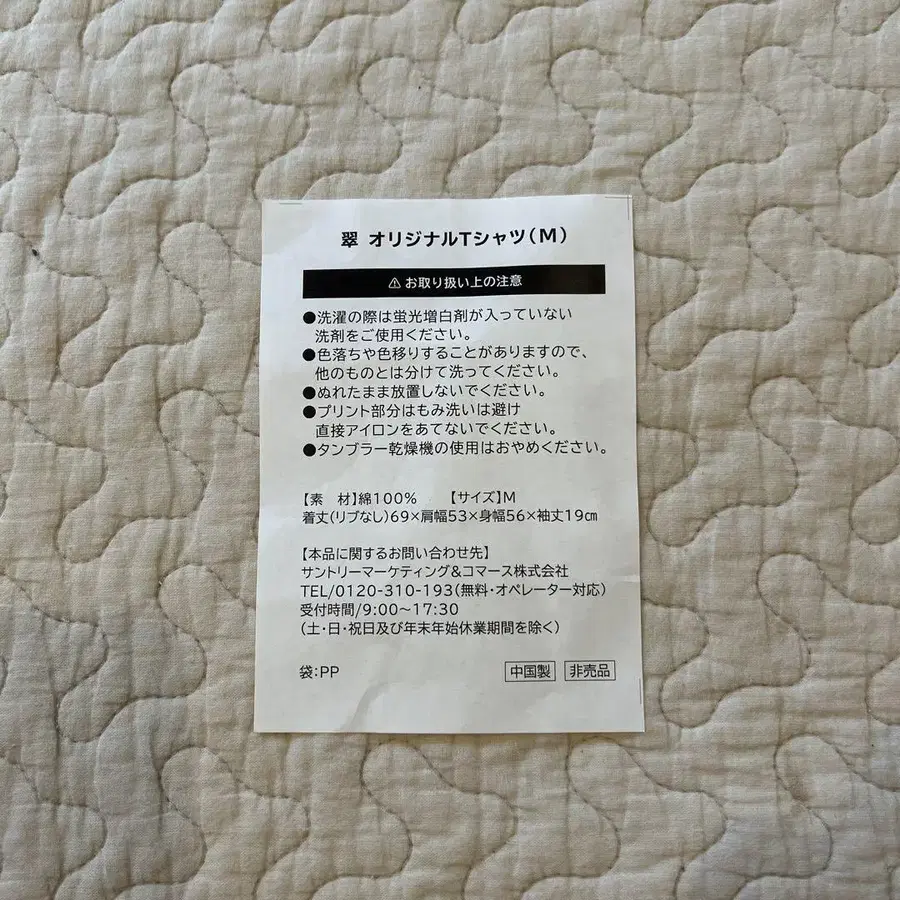 翠 オリジナルTシャツ(M)
⚠お取り扱い上の注意
●洗濯の際は蛍光増白剤が入っていない
洗剤をご使用ください。
●色落ちや色移りすることがありますので、
他のものとは分けて洗ってください。
●ぬれたまま放置しないでください。
●プリント部分はもみ洗いは避け
直接アイロンをあてないでください。
●タンブラー乾燥機の使用はおやめください。
【素 材】綿100% 【サイズ】M
着丈(リブなし)69×肩幅53×身幅56×袖丈19㎝
【本品に関するお問い合わせ先】
サントリーマーケティング&コマース株式会社
TEL/0120-310-193(無料・オペレーター対応)
受付時間/9:00〜17:30
(土・日・祝日及び年末年始休業期間を除く)
袋:PP 中国製 非売品